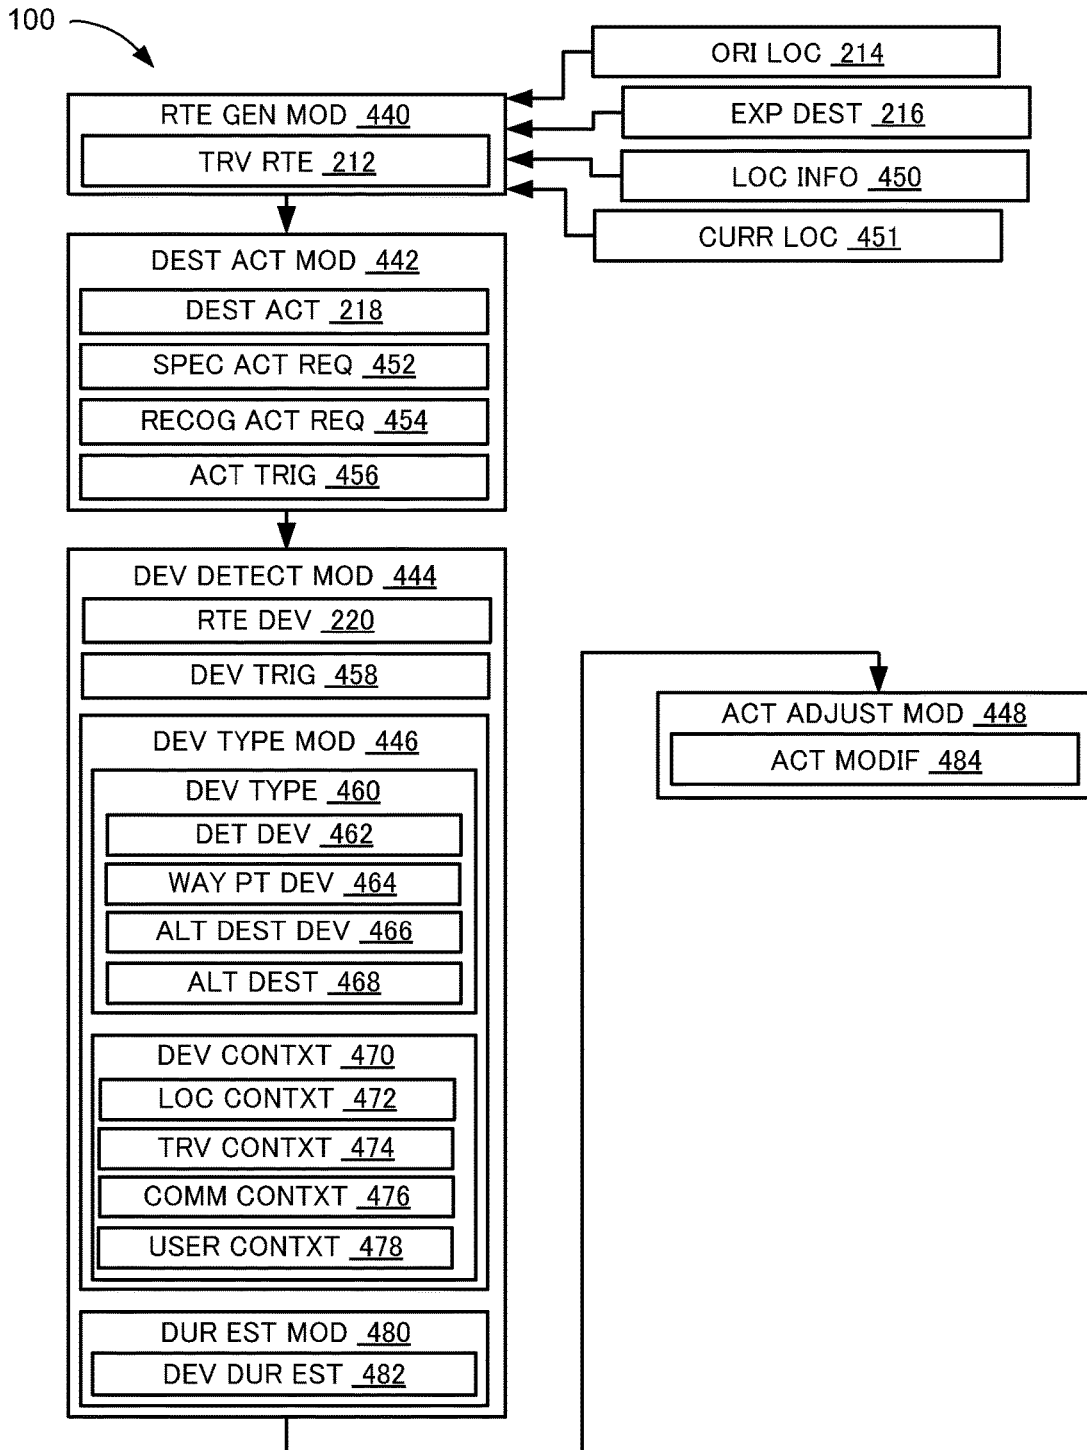 100
ORI LOC 214
EXP DEST 216
LOC INFO 450
CURR LOC 451
RTE GEN MOD 440
TRV RTE 212
DEST ACT MOD 442
DEST ACT 218
SPEC ACT REQ 452
RECOG ACT REQ 454
ACT TRIG 456
DEV DETECT MOD 444
RTE DEV 220
DEV TRIG 458
DEV TYPE MOD 446
DEV TYPE 460
DET DEV 462
WAY PT DEV 464
ALT DEST DEV 466
ALT DEST 468
DEV CONTXT 470
LOC CONTXT 472
TRV CONTXT 474
COMM CONTXT 476
USER CONTXT 478
DUR EST MOD 480
DEV DUR EST 482
ACT ADJUST MOD 448
ACT MODIF 484